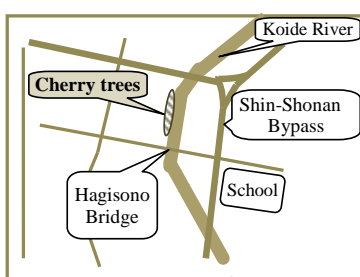 Koide River
Cherry trees
Shin-Shonan
Bypass
Hagisono
Bridge
School